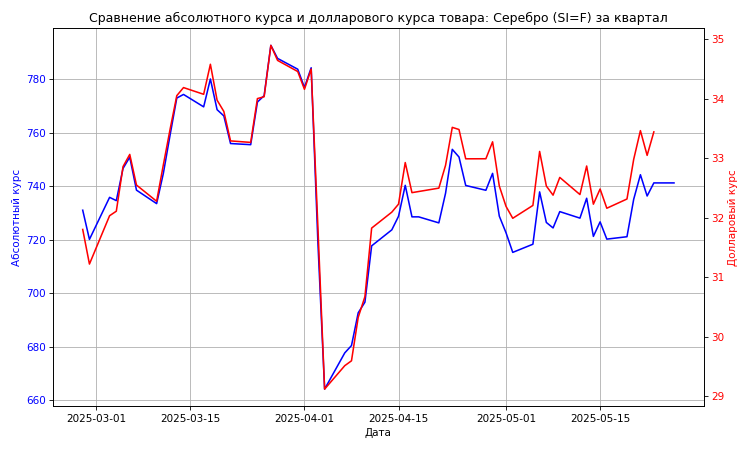 Сравнение абсолютного курса и долларового курса товара: Серебро (SI=F) за квартал
35
780
34
760
33
740
32
720
31
700
30
680
29
660
Абсолютный курс
Долларовый курс
2025-03-01 2025-03-15 2025-04-01 2025-04-15 2025-05-01 2025-05-15
Дата